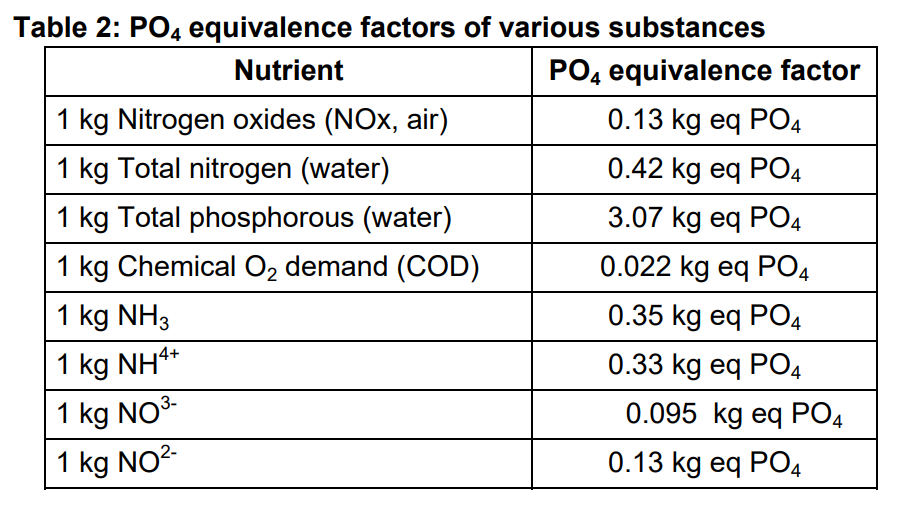 Table 2: PO₄ equivalence factors of various substances
Nutrient PO₄ equivalence factor
1 kg Nitrogen oxides (NOx, air) 0.13 kg eq PO₄
1 kg Total nitrogen (water) 0.42 kg eq PO₄
1 kg Total phosphorous (water) 3.07 kg eq PO₄
1 kg Chemical O₂ demand (COD) 0.022 kg eq PO₄
1 kg NH₃ 0.35 kg eq PO₄
1 kg NH⁴⁺ 0.33 kg eq PO₄
1 kg NO³⁻ 0.095 kg eq PO₄
1 kg NO²⁻ 0.13 kg eq PO₄